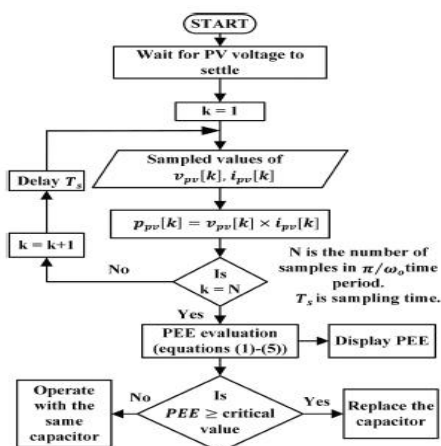 START
Wait for PV voltage to
settle
k = 1
Sampled values of
v_pv[k], i_pv[k]
Delay T_s
p_pv[k] = v_pv[k] × i_pv[k]
k = k+1
N is the number of
samples in π/ω_o time
period.
T_s is sampling time.
No
Is
k = N
Yes
PEE evaluation
(equations (1)-(5))
Display PEE
Operate
with the
same
capacitor
No
Is
PEE ≥ critical
value
Yes
Replace the
capacitor